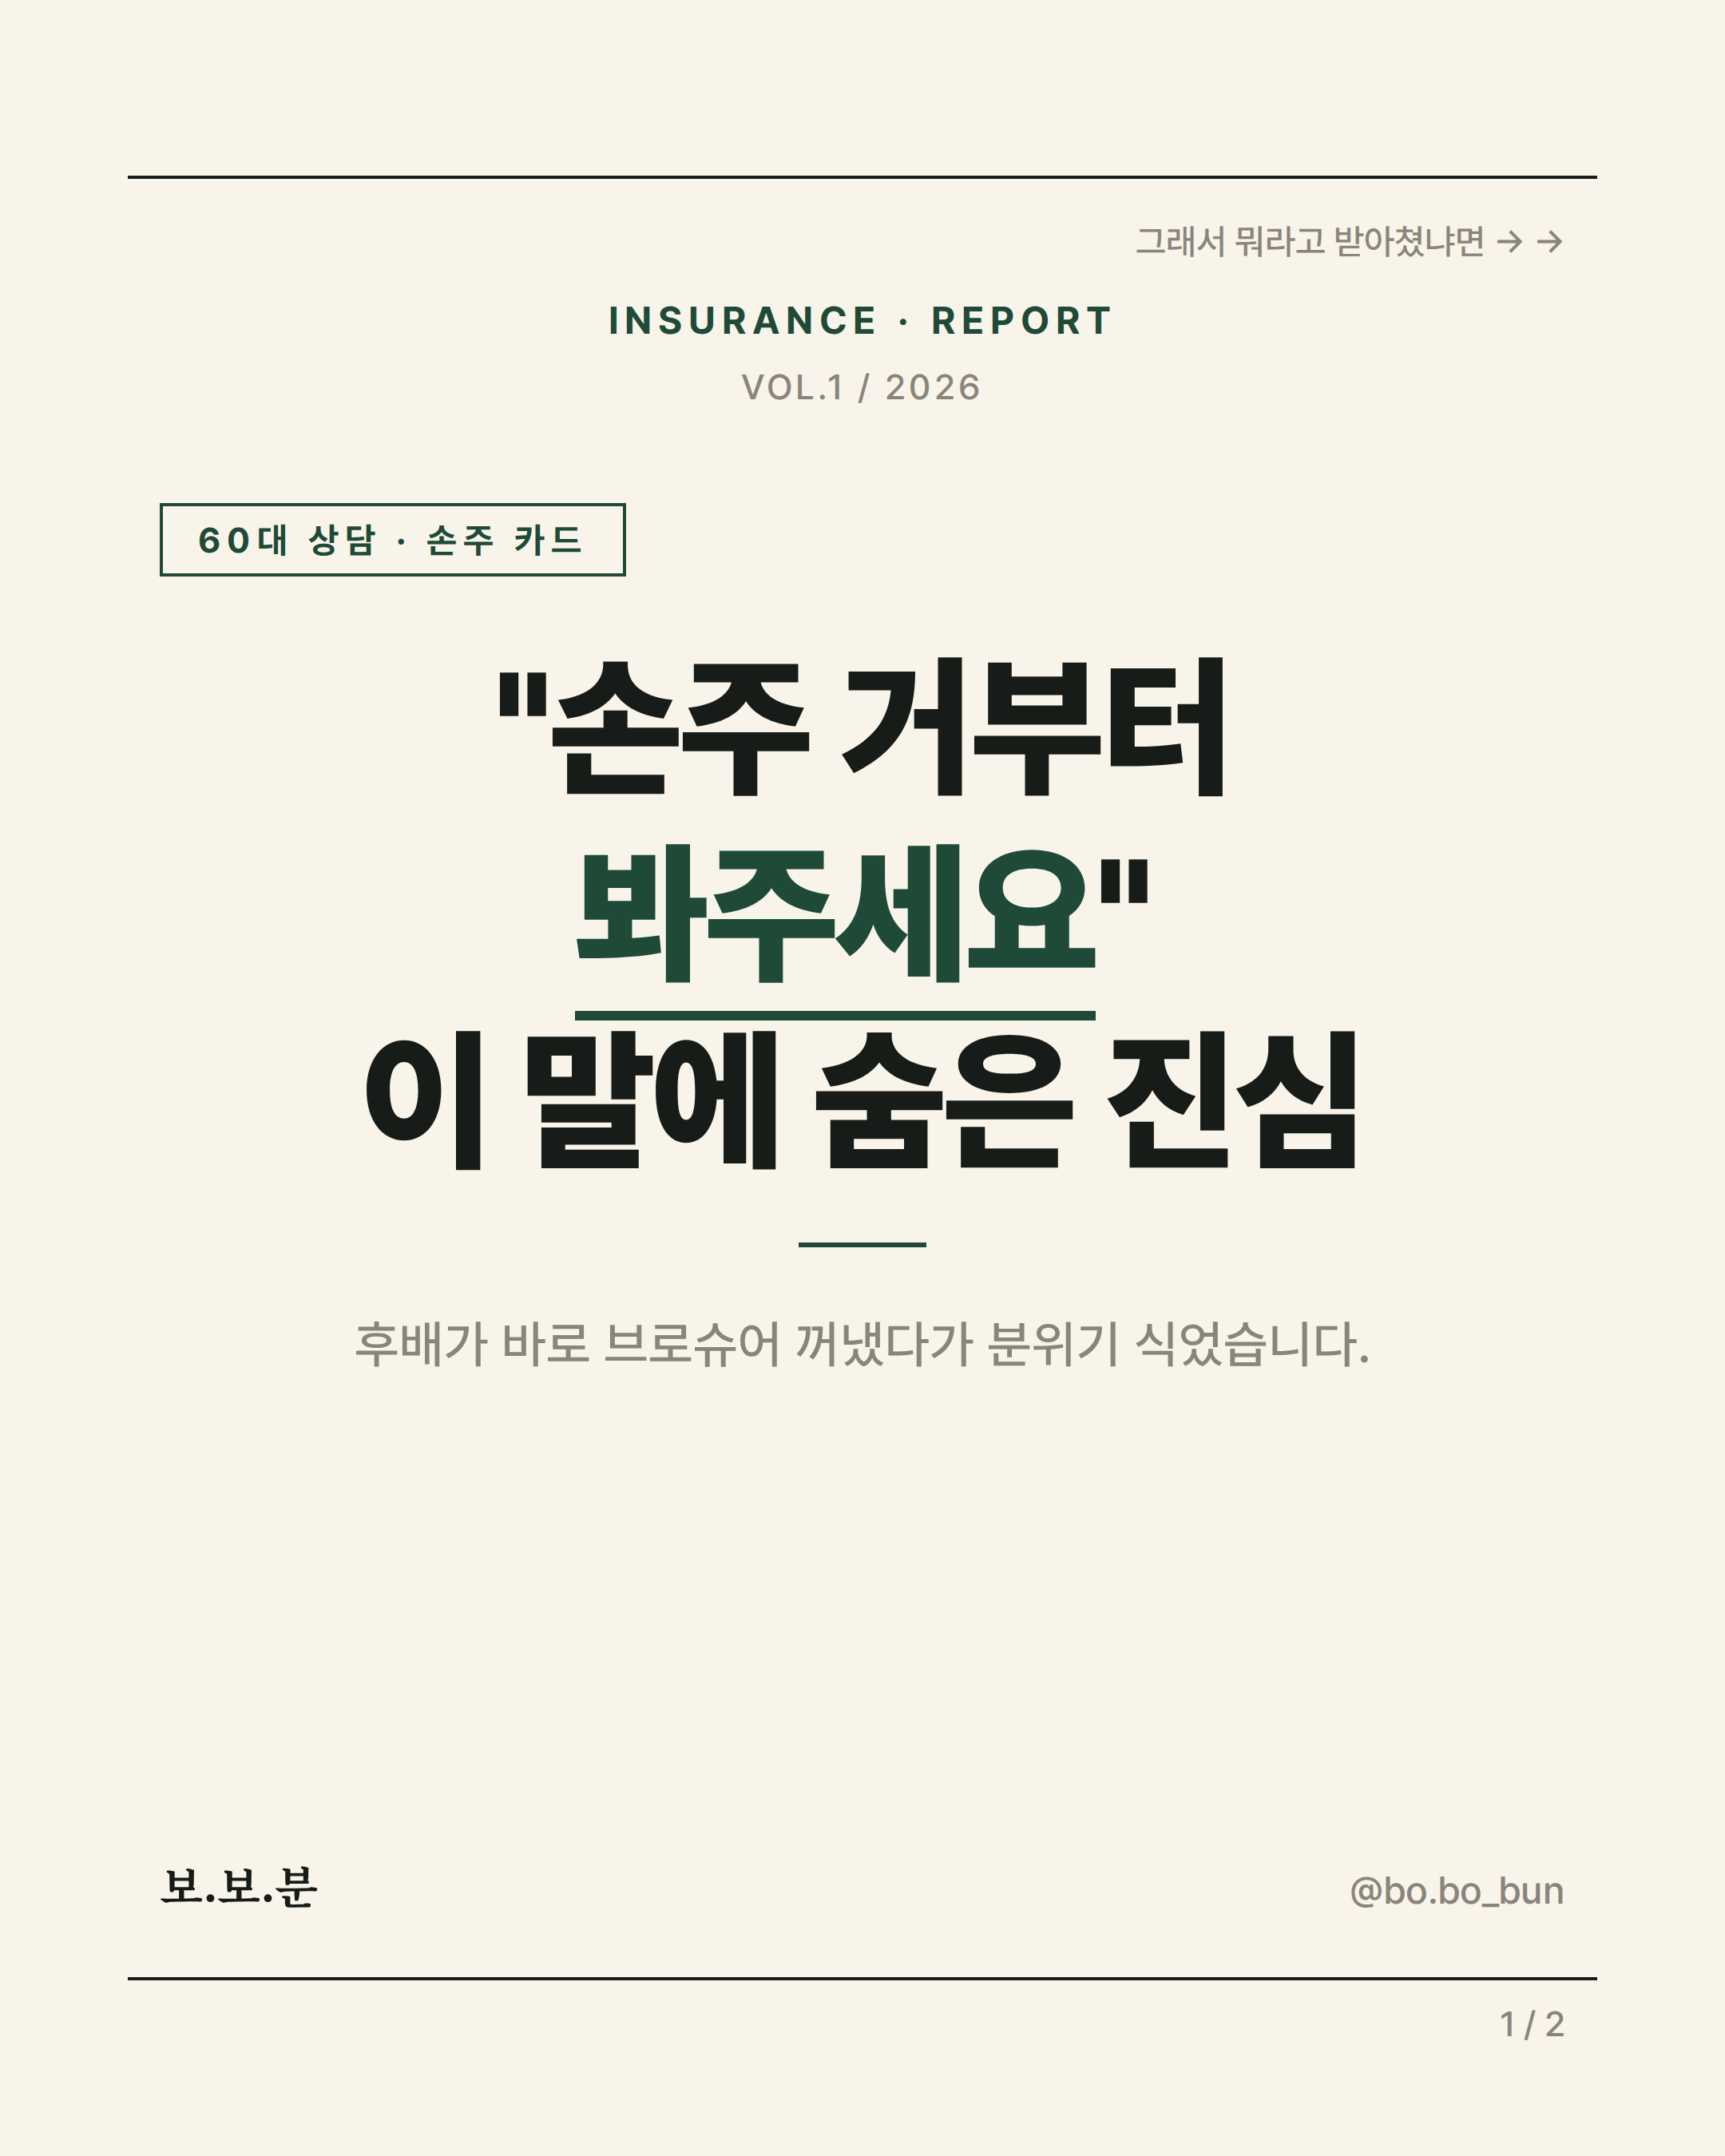 그래서 뭐라고 받아쳤냐면 → →
INSURANCE · REPORT
VOL.1 / 2026
60대 상담 · 손주 카드
"손주 거부터
봐주세요"
이 말에 숨은 진심
후배가 바로 브로슈어 꺼냈다가 분위기 식었습니다.
보.보.분
@bo.bo_bun
1 / 2